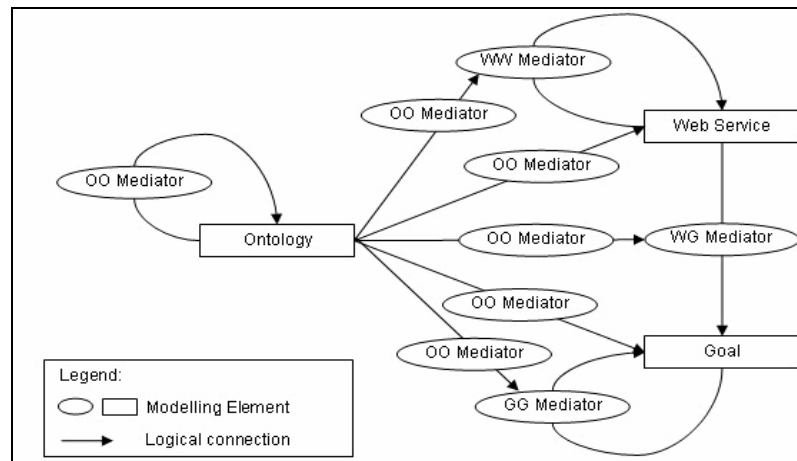 WW Mediator
OO Mediator
Web Service
OO Mediator
OO Mediator
Ontology
OO Mediator
WG Mediator
OO Mediator
OO Mediator
Goal
GG Mediator
Legend:
Modelling Element
Logical connection